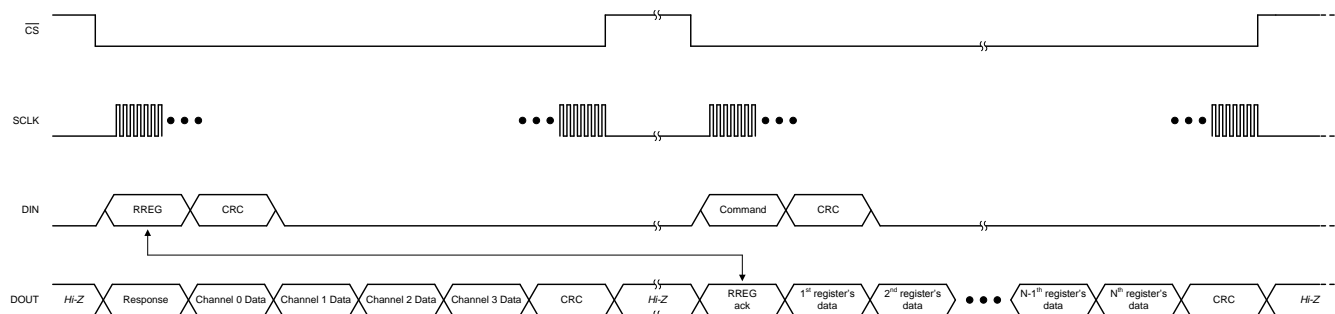 CS
SCLK
DIN
RREG
CRC
Command
CRC
DOUT
Hi-Z
Response
Channel 0 Data
Channel 1 Data
Channel 2 Data
Channel 3 Data
CRC
Hi-Z
RREG
ack
1st register's
data
2nd register's
data
N-1th register's
data
Nth register's
data
CRC
Hi-Z